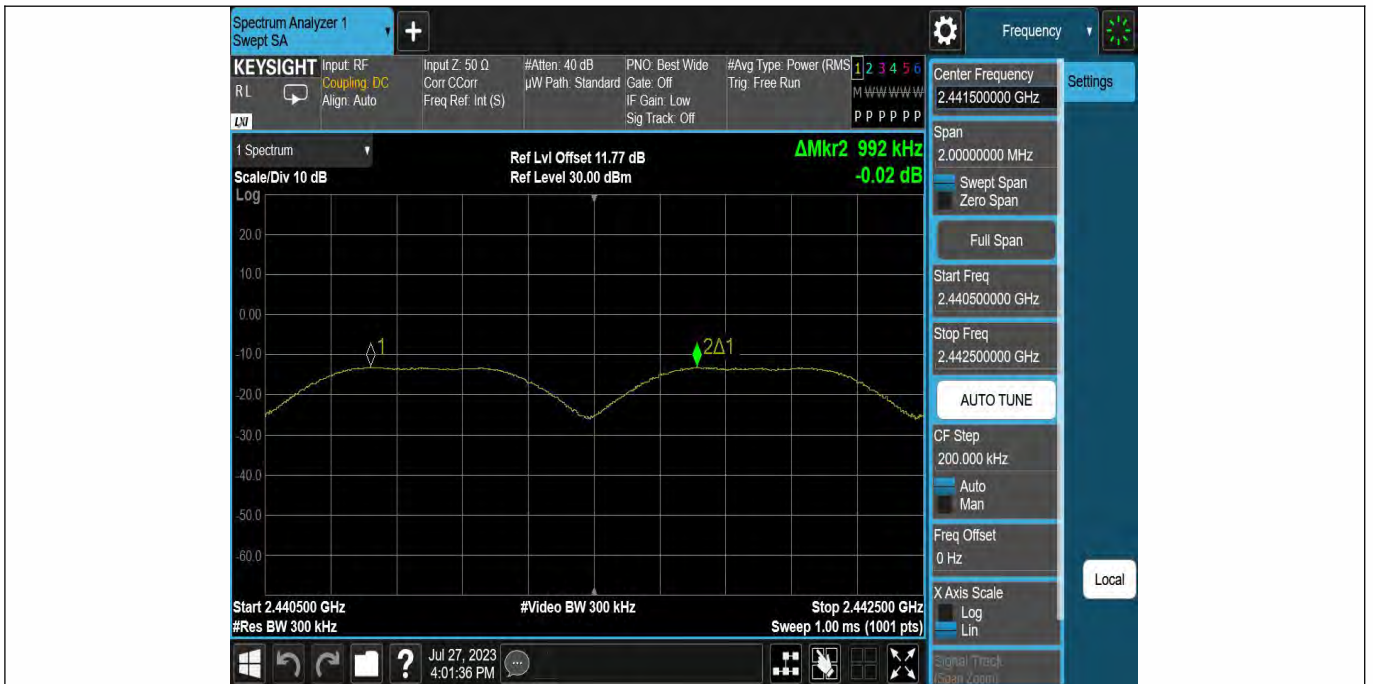 Spectrum Analyzer 1
Swept SA
+
Frequency
KEYSIGHT
RL
LXI
Input: RF
Coupling: DC
Align: Auto
Input Z: 50 Ω
Corr CCorr
Freq Ref: Int (S)
#Atten: 40 dB
µW Path: Standard
PNO: Best Wide
Gate: Off
IF Gain: Low
Sig Track: Off
#Avg Type: Power (RMS
Trig: Free Run
1 2 3 4 5 6
M W W W W W
P P P P P P
1 Spectrum
Scale/Div 10 dB
Ref Lvl Offset 11.77 dB
Ref Level 30.00 dBm
ΔMkr2 992 kHz
-0.02 dB
Log
20.0
10.0
0.00
-10.0
-20.0
-30.0
-40.0
-50.0
-60.0
1
2Δ1
Start 2.440500 GHz
#Res BW 300 kHz
#Video BW 300 kHz
Stop 2.442500 GHz
Sweep 1.00 ms (1001 pts)
Center Frequency
2.441500000 GHz
Settings
Span
2.00000000 MHz
Swept Span
Zero Span
Full Span
Start Freq
2.440500000 GHz
Stop Freq
2.442500000 GHz
AUTO TUNE
CF Step
200.000 kHz
Auto
Man
Freq Offset
0 Hz
X Axis Scale
Log
Lin
Signal Track
(Span Zoom)
Local
?
Jul 27, 2023
4:01:36 PM